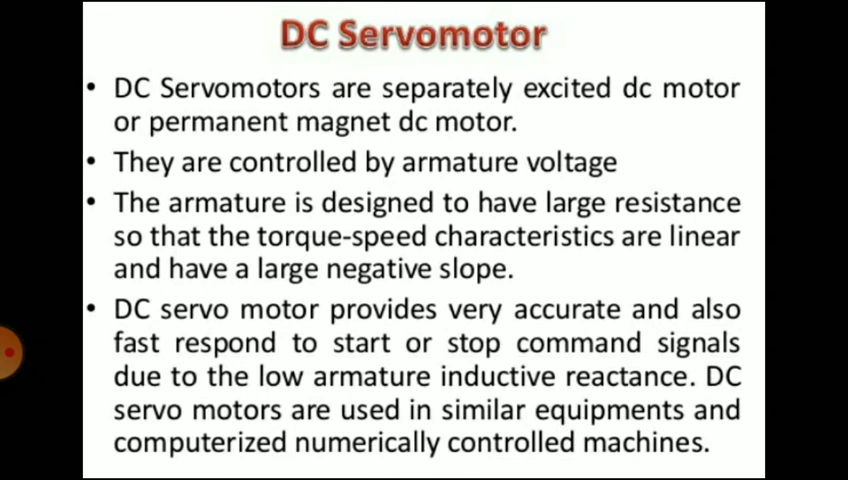 DC Servomotor
• DC Servomotors are separately excited dc motor
or permanent magnet dc motor.
• They are controlled by armature voltage
• The armature is designed to have large resistance
so that the torque-speed characteristics are linear
and have a large negative slope.
• DC servo motor provides very accurate and also
fast respond to start or stop command signals
due to the low armature inductive reactance. DC
servo motors are used in similar equipments and
computerized numerically controlled machines.